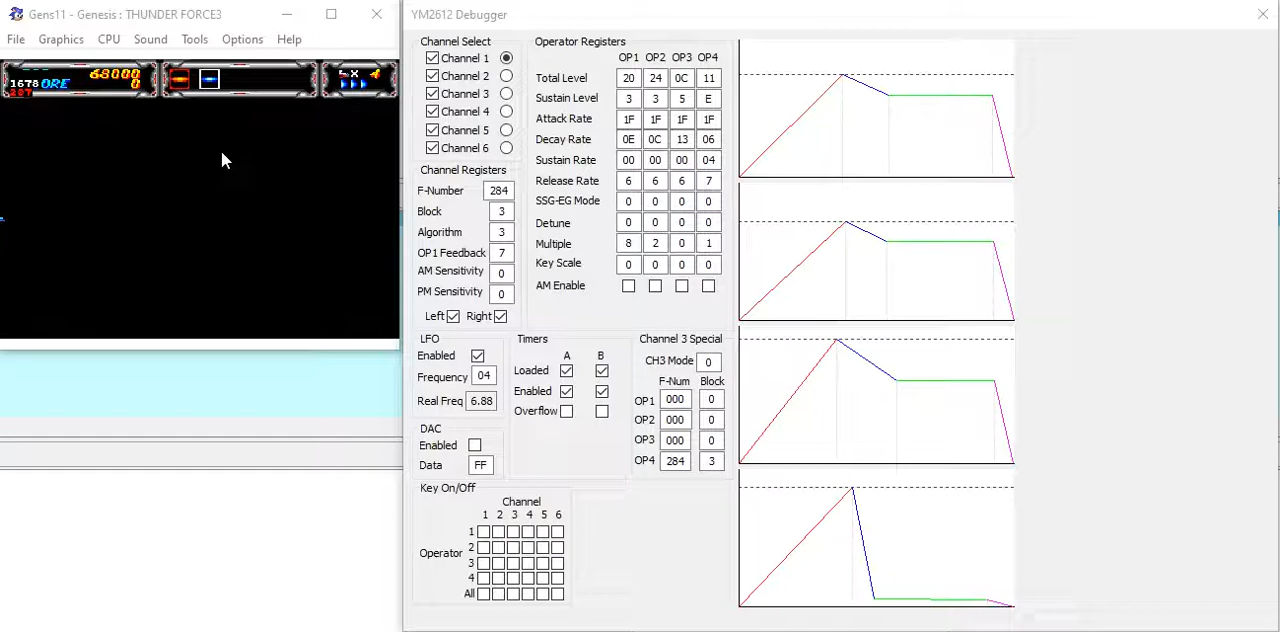 Gens11 - Genesis : THUNDER FORCE3
File Graphics CPU Sound Tools Options Help
68000
1678 ORE 0
YM2612 Debugger
Channel Select
Channel 1
Channel 2
Channel 3
Channel 4
Channel 5
Channel 6
Channel Registers
F-Number 284
Block 3
Algorithm 3
OP1 Feedback 7
AM Sensitivity 0
PM Sensitivity 0
Left Right
LFO
Enabled
Frequency 04
Real Freq 6.88
DAC
Enabled
Data FF
Operator Registers
OP1 OP2 OP3 OP4
Total Level 20 24 0C 11
Sustain Level 3 3 5 E
Attack Rate 1F 1F 1F 1F
Decay Rate 0E 0C 13 06
Sustain Rate 00 00 00 04
Release Rate 6 6 6 7
SSG-EG Mode 0 0 0 0
Detune 0 0 0 0
Multiple 8 2 0 1
Key Scale 0 0 0 0
AM Enable
Timers
A B
Loaded
Enabled
Overflow
Channel 3 Special
CH3 Mode 0
F-Num Block
OP1 000 0
OP2 000 0
OP3 000 0
OP4 284 3
Key On/Off
Channel
1 2 3 4 5 6
1
2
Operator 3
4
All